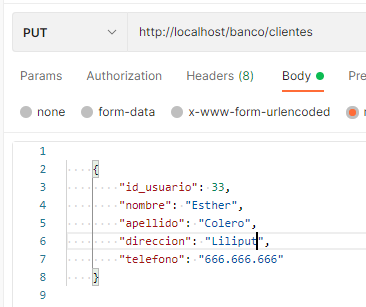 PUT http://localhost/banco/clientes
Params Authorization Headers (8) Body
none form-data x-www-form-urlencoded
1
2 {
3 "id_usuario": 33,
4 "nombre": "Esther",
5 "apellido": "Colero",
6 "direccion": "Liliput",
7 "telefono": "666.666.666"
8 }
9